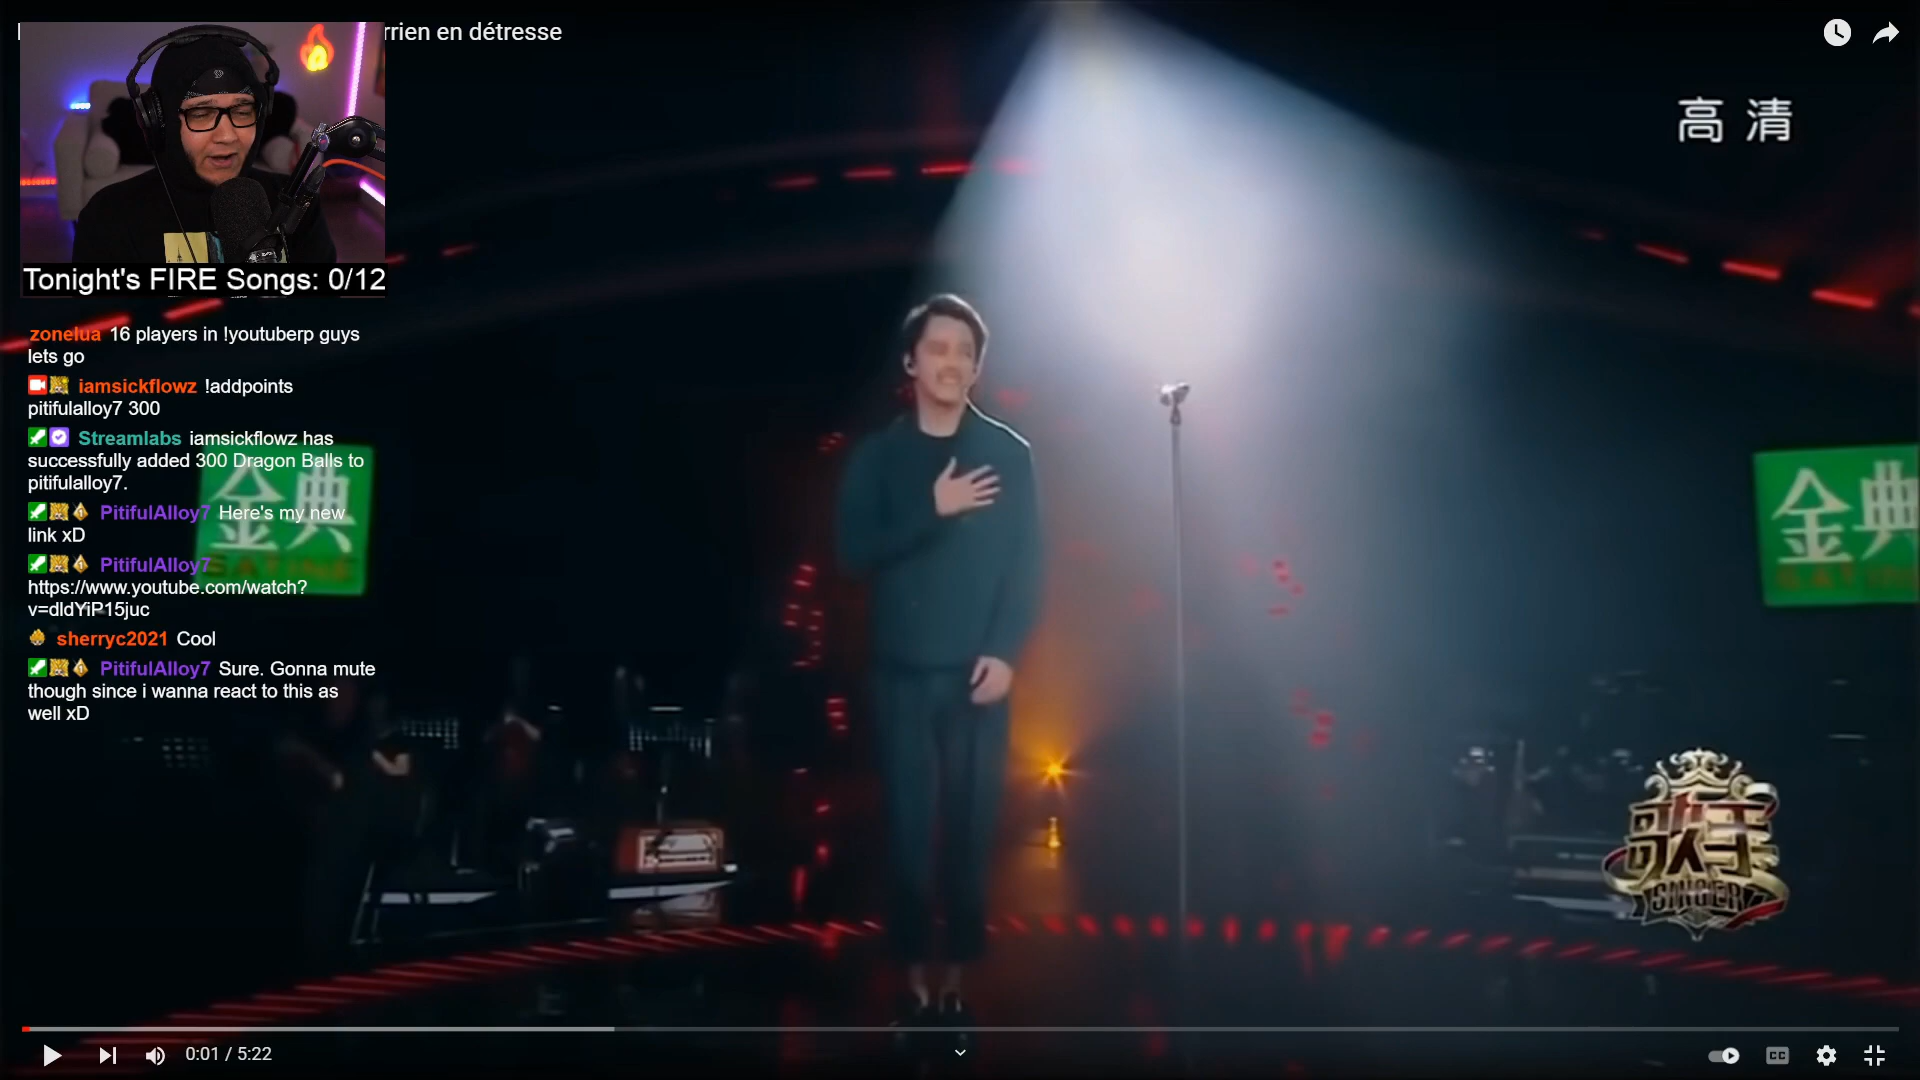 rrien en détresse
高清
Tonight's FIRE Songs: 0/12
zonelua 16 players in !youtuberp guys
lets go
iamsickflowz !addpoints
pitifulalloy7 300
Streamlabs iamsickflowz has
successfully added 300 Dragon Balls to
pitifulalloy7.
PitifulAlloy7 Here's my new
link xD
PitifulAlloy7
https://www.youtube.com/watch?
v=dldYiP15juc
sherryc2021 Cool
PitifulAlloy7 Sure. Gonna mute
though since i wanna react to this as
well xD
金典
金典
歌手
SINGER
0:01 / 5:22
CC